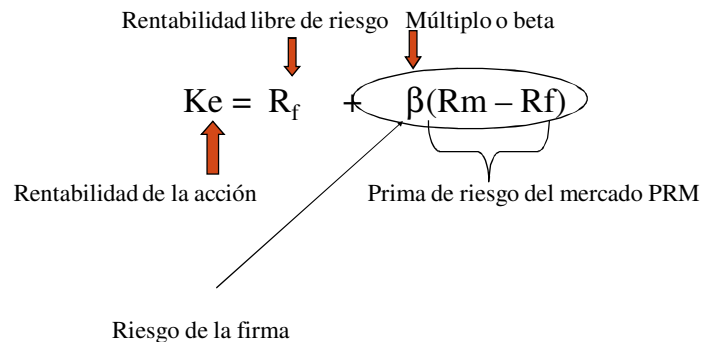 Rentabilidad libre de riesgo Múltiplo o beta
Ke = Rf + β(Rm – Rf)
Rentabilidad de la acción Prima de riesgo del mercado PRM
Riesgo de la firma